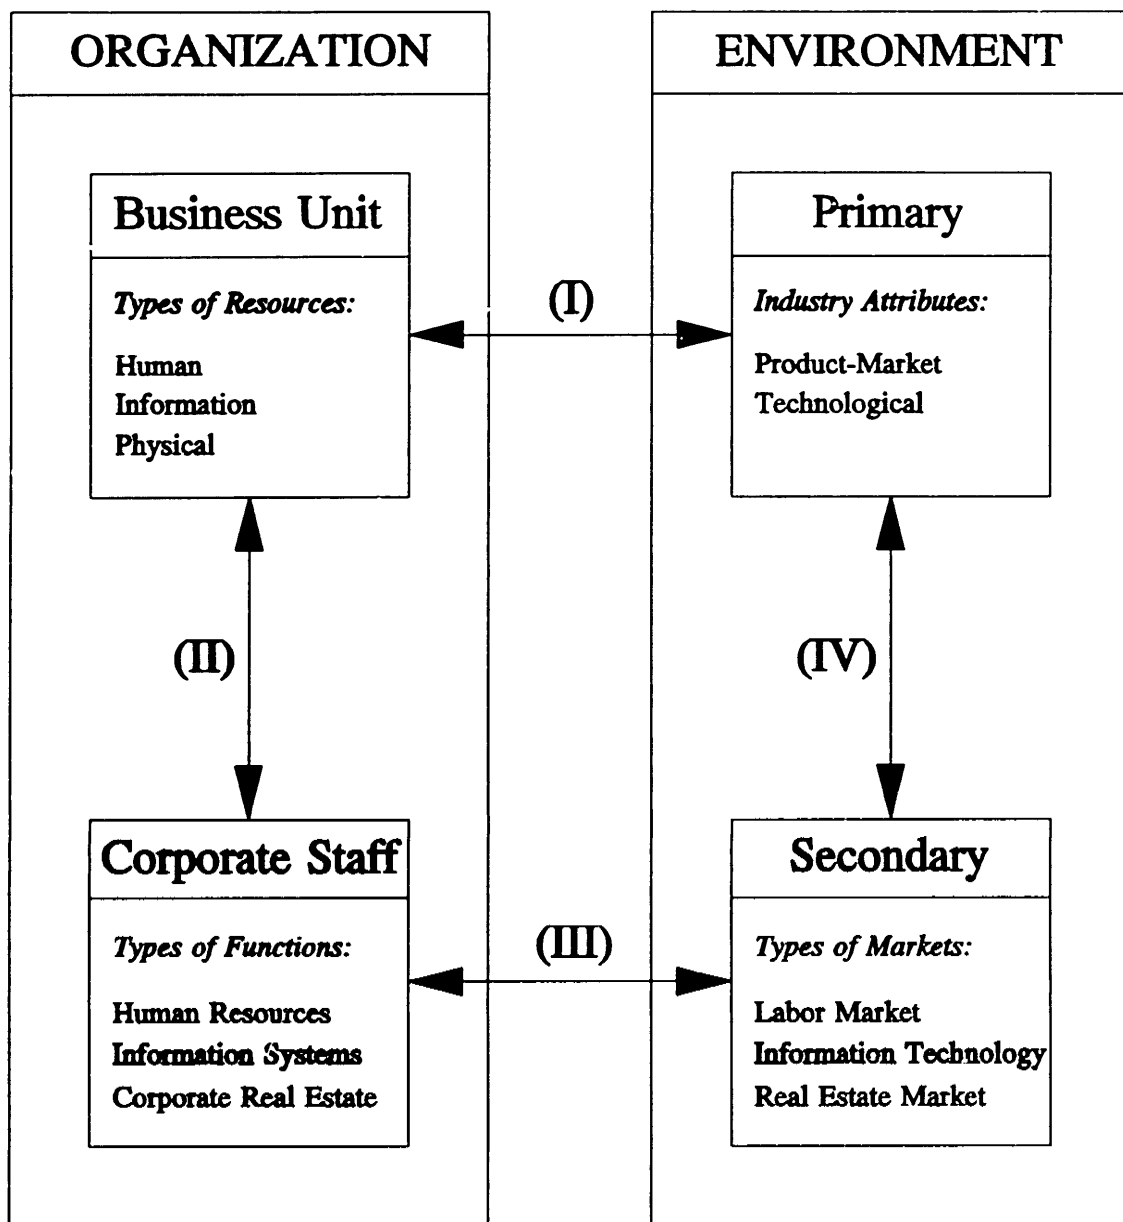 ORGANIZATION
ENVIRONMENT
Business Unit
Types of Resources:
Human
Information
Physical
(I)
Primary
Industry Attributes:
Product-Market
Technological
(II)
(IV)
Corporate Staff
Types of Functions:
Human Resources
Information Systems
Corporate Real Estate
(III)
Secondary
Types of Markets:
Labor Market
Information Technology
Real Estate Market